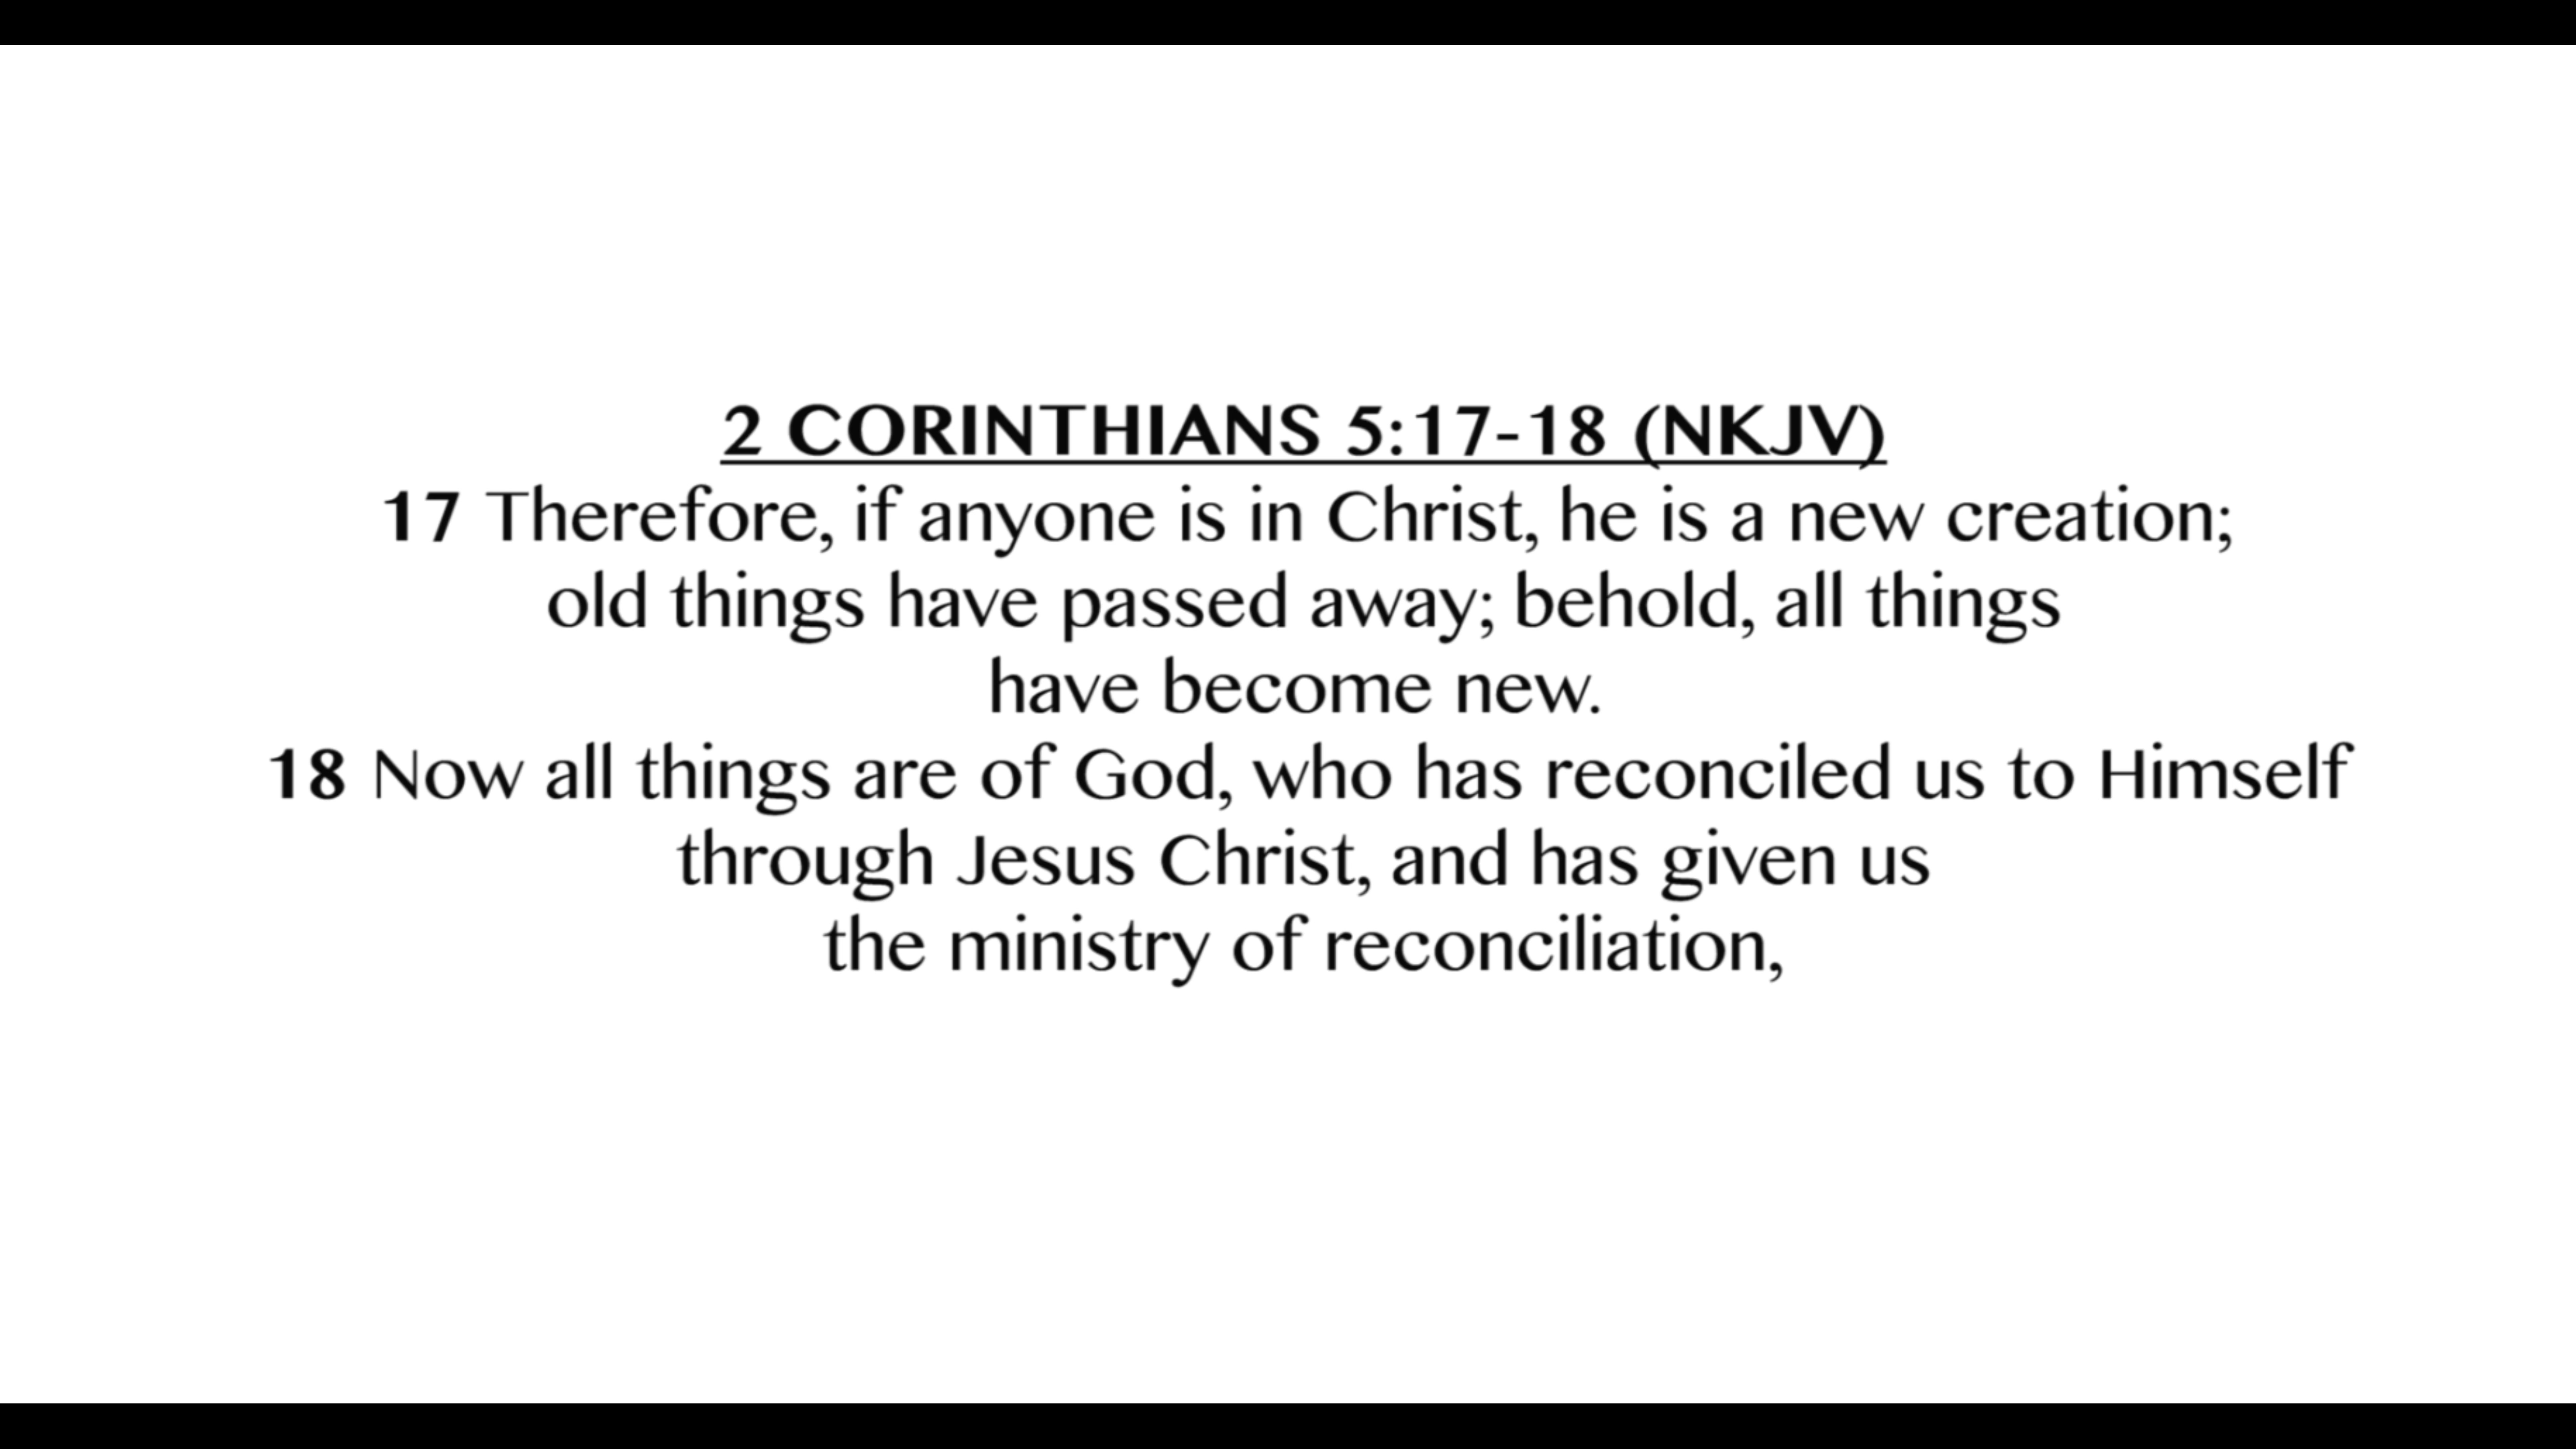 2 CORINTHIANS 5:17-18 (NKJV)
17 Therefore, if anyone is in Christ, he is a new creation;
old things have passed away; behold, all things
have become new.
18 Now all things are of God, who has reconciled us to Himself
through Jesus Christ, and has given us
the ministry of reconciliation,